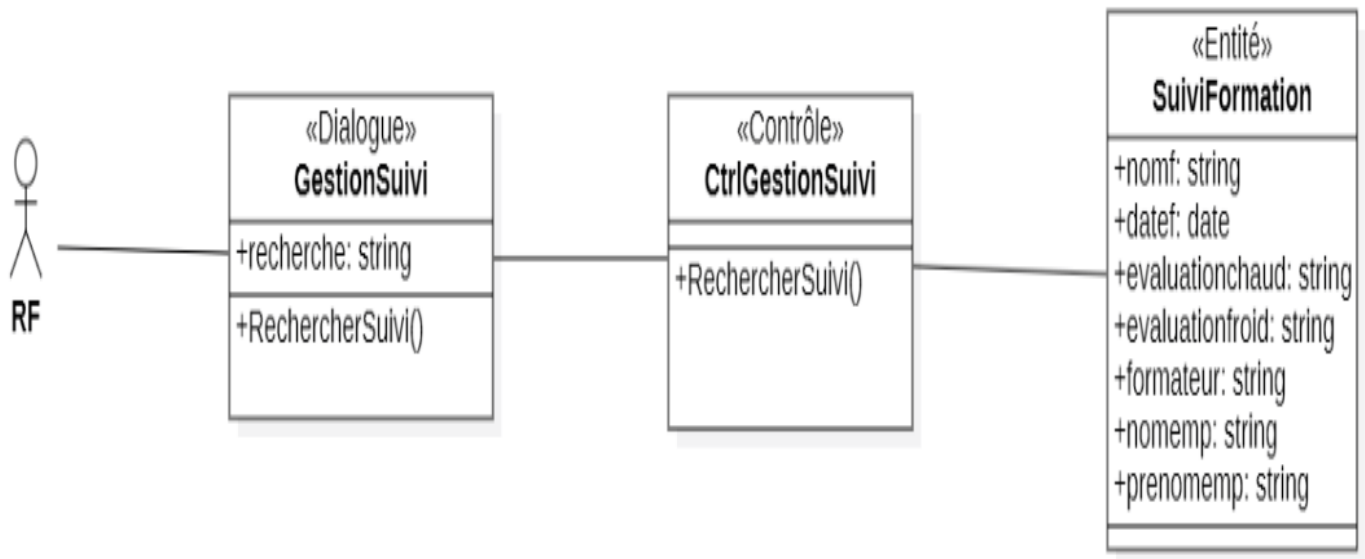 RF
«Dialogue»
GestionSuivi
+recherche: string
+RechercherSuivi()
«Contrôle»
CtrlGestionSuivi
+RechercherSuivi()
«Entité»
SuiviFormation
+nomf: string
+datef: date
+evaluationchaud: string
+evaluationfroid: string
+formateur: string
+nomemp: string
+prenomemp: string